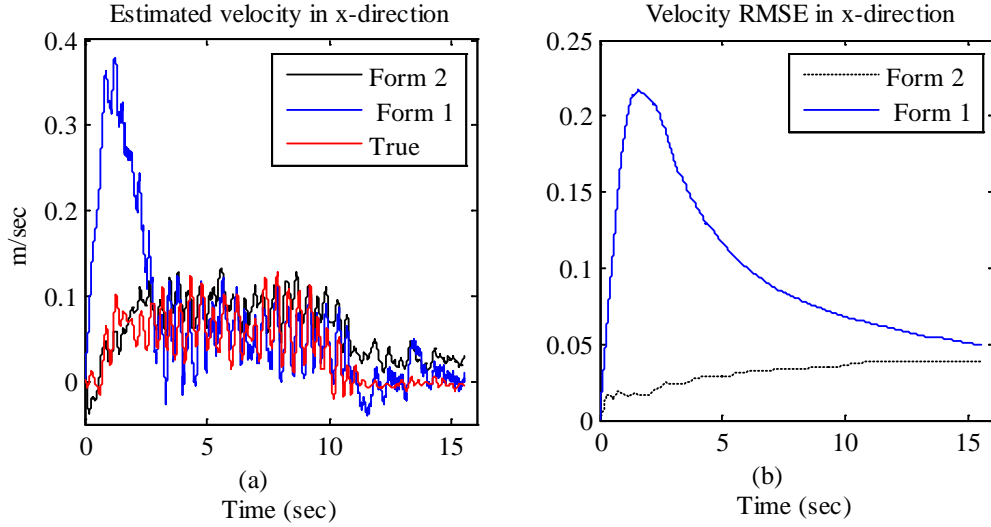 Estimated velocity in x-direction
0.4
0.3
0.2
0.1
0
m/sec
0
5
10
15
Form 2
Form 1
True
(a)
Time (sec)
Velocity RMSE in x-direction
0.25
0.2
0.15
0.1
0.05
0
0
5
10
15
Form 2
Form 1
(b)
Time (sec)